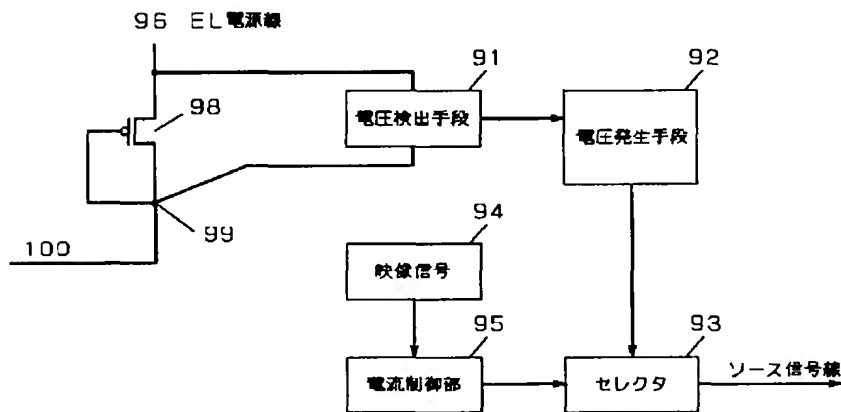 96 EL電源線
91
92
98
電圧検出手段
電圧発生手段
99
94
100
映像信号
95
93
電流制御部
セレクタ
ソース信号線